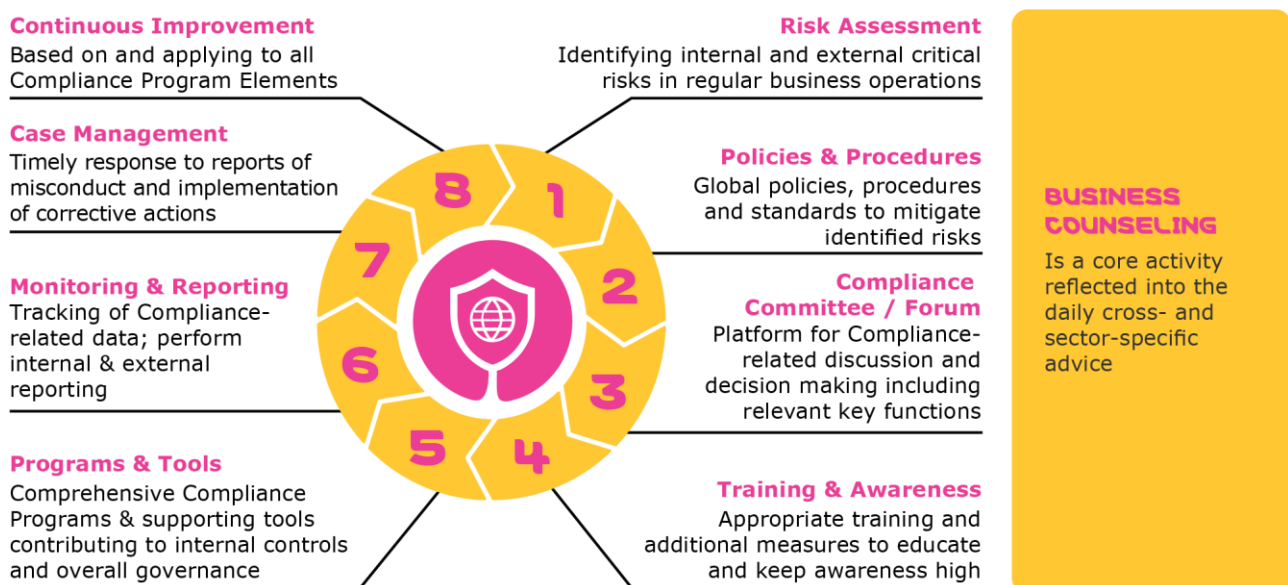 Continuous Improvement
Based on and applying to all
Compliance Program Elements
Case Management
Timely response to reports of
misconduct and implementation
of corrective actions
Monitoring & Reporting
Tracking of Compliance-
related data; perform
internal & external
reporting
Programs & Tools
Comprehensive Compliance
Programs & supporting tools
contributing to internal controls
and overall governance
8
1
7
2
6
3
5
4
Risk Assessment
Identifying internal and external critical
risks in regular business operations
Policies & Procedures
Global policies, procedures
and standards to mitigate
identified risks
Compliance
Committee / Forum
Platform for Compliance-
related discussion and
decision making including
relevant key functions
Training & Awareness
Appropriate training and
additional measures to educate
and keep awareness high
BUSINESS
COUNSELING
Is a core activity
reflected into the
daily cross- and
sector-specific
advice